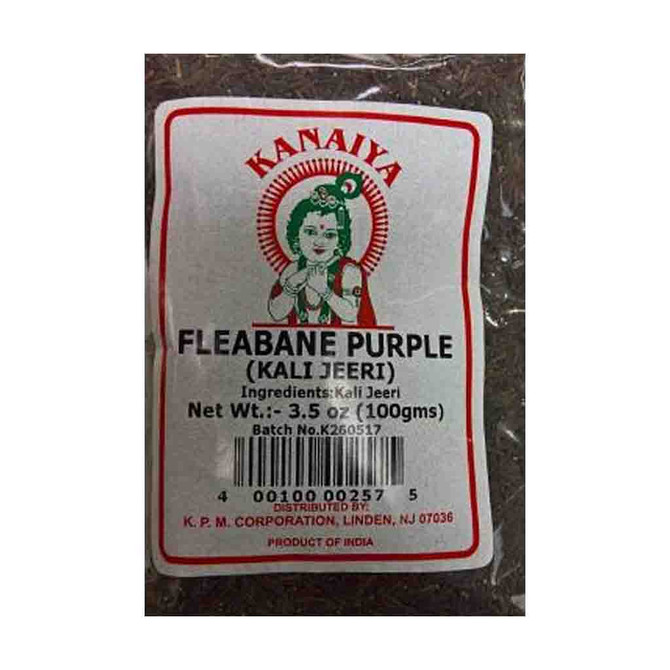 KANAIYA
FLEABANE PURPLE
(KALI JEERI)
Ingredients:Kali Jeeri
Net Wt.:- 3.5 oz (100gms)
Batch No.K260517
4 00100 00257 5
DISTRIBUTED BY:
K. P. M. CORPORATION, LINDEN, NJ 07036
PRODUCT OF INDIA